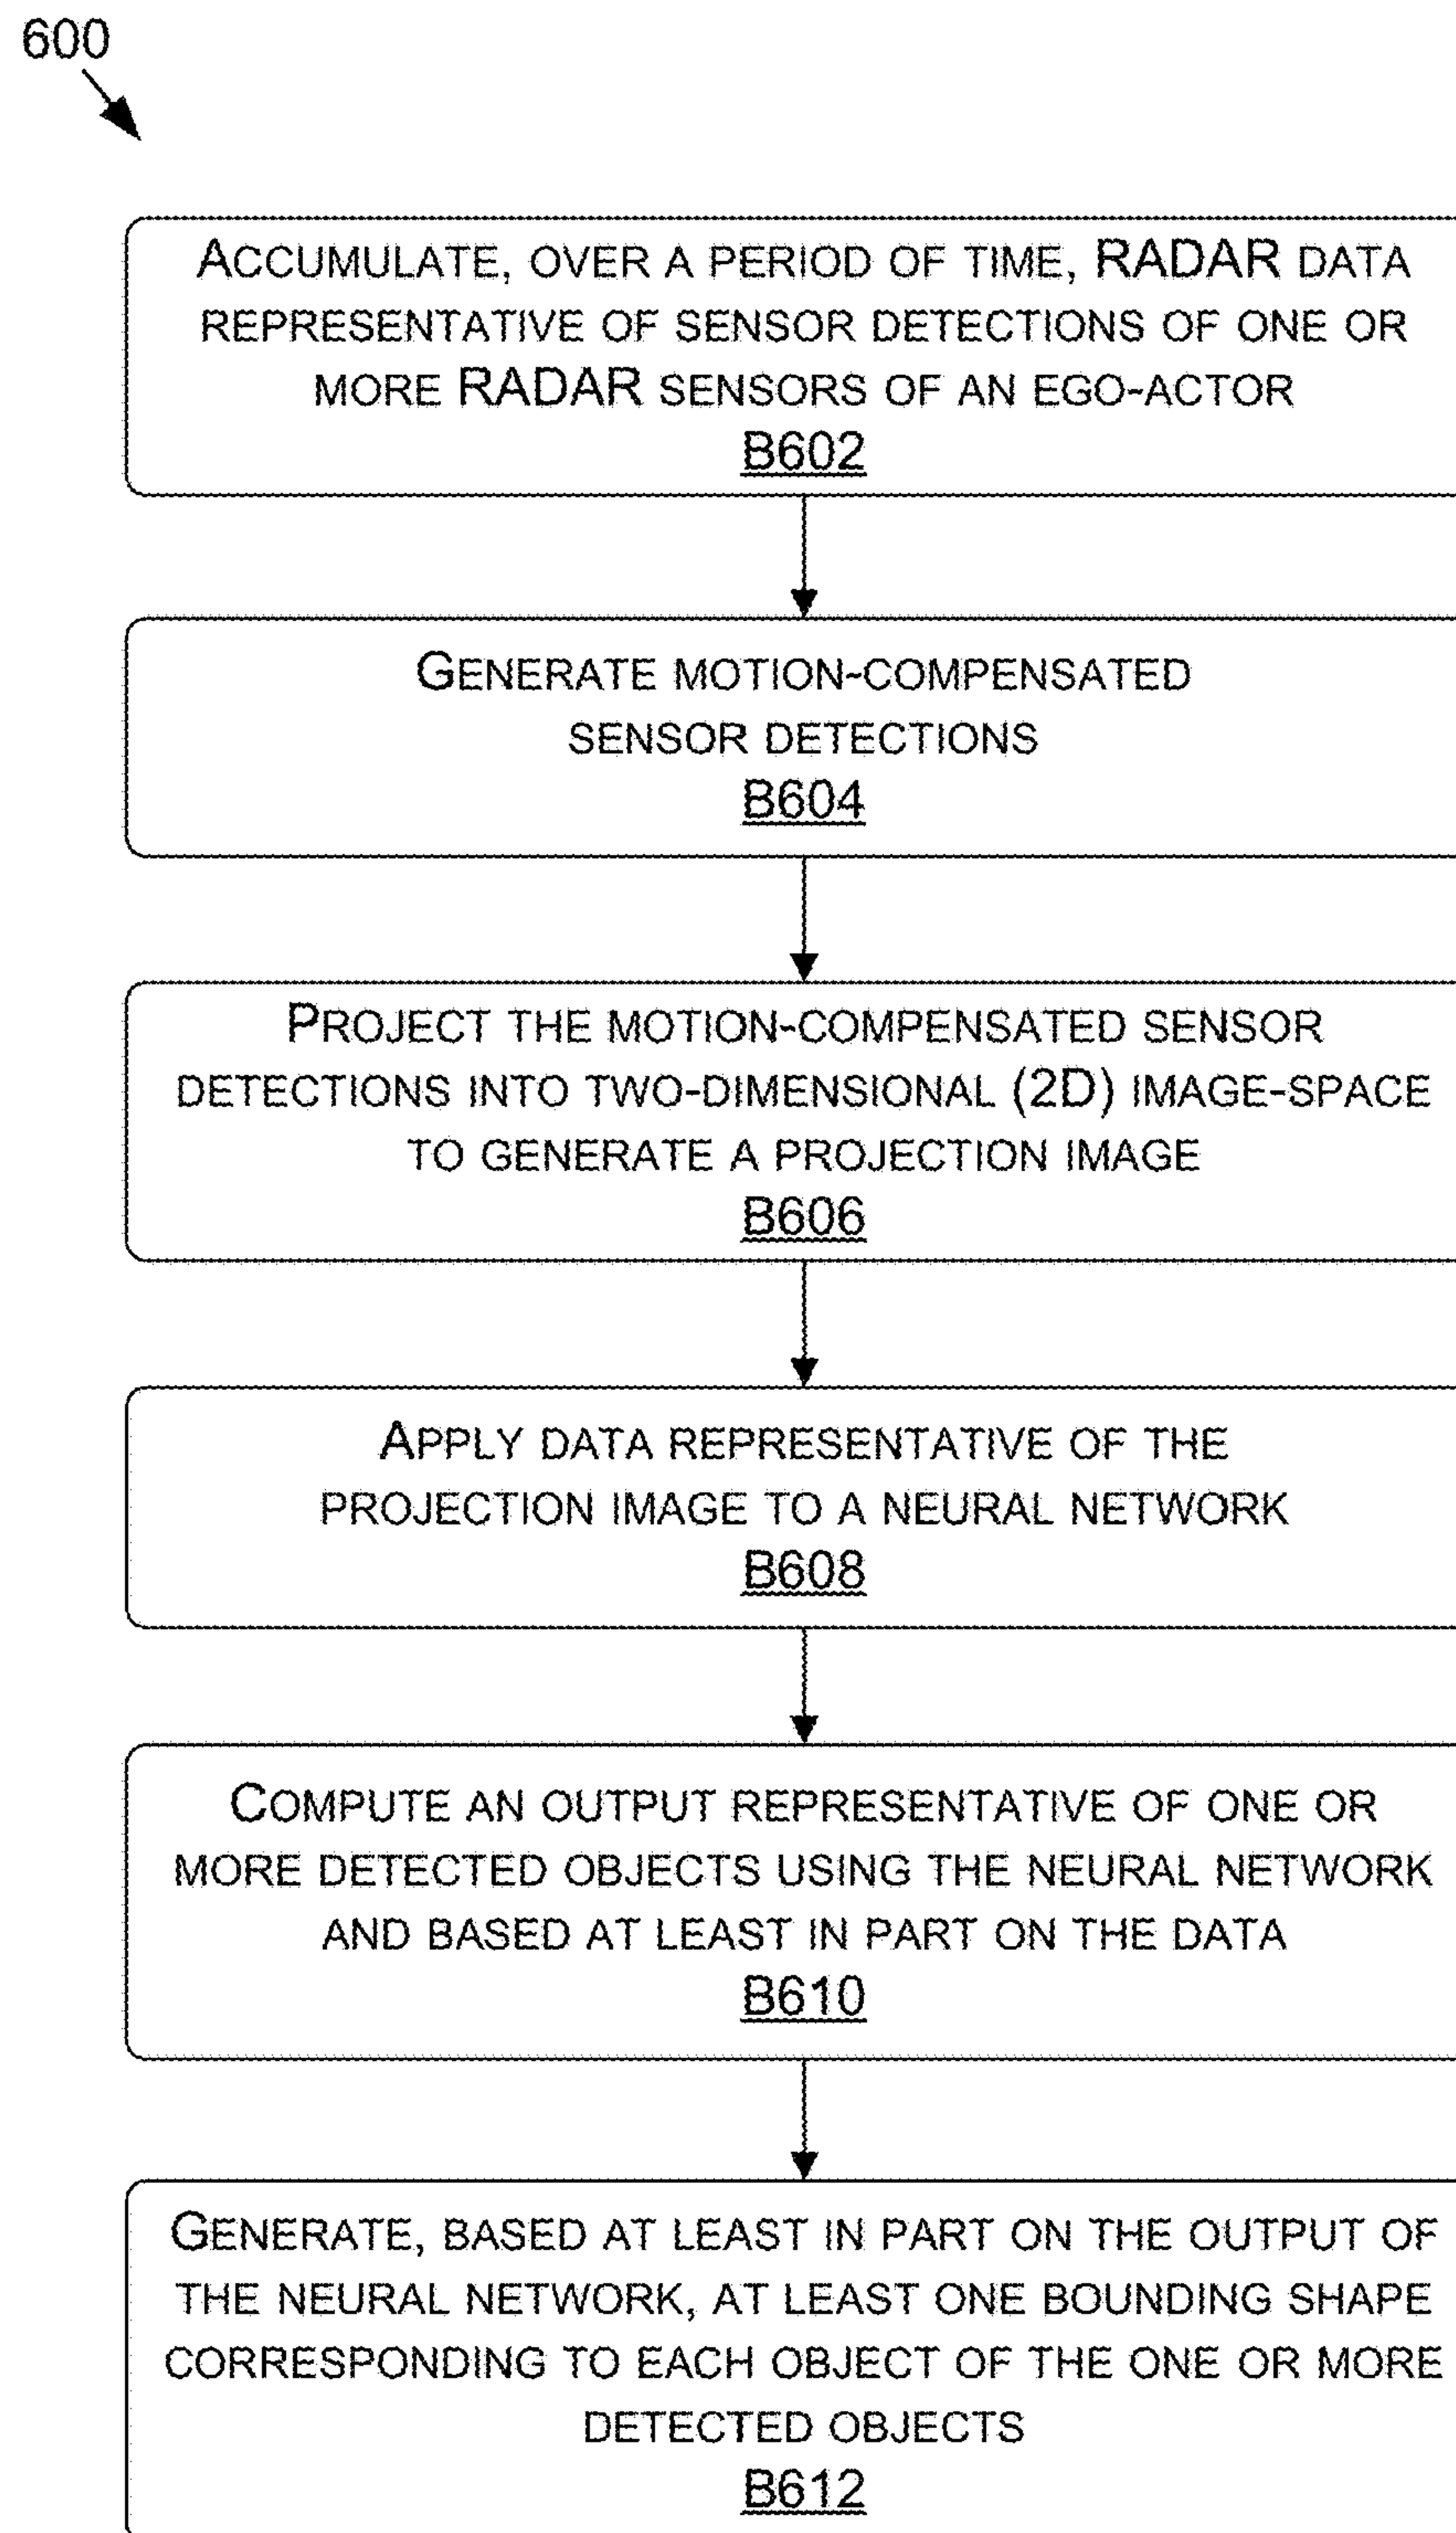 600
ACCUMULATE, OVER A PERIOD OF TIME, RADAR DATA
REPRESENTATIVE OF SENSOR DETECTIONS OF ONE OR
MORE RADAR SENSORS OF AN EGO-ACTOR
B602
GENERATE MOTION-COMPENSATED
SENSOR DETECTIONS
B604
PROJECT THE MOTION-COMPENSATED SENSOR
DETECTIONS INTO TWO-DIMENSIONAL (2D) IMAGE-SPACE
TO GENERATE A PROJECTION IMAGE
B606
APPLY DATA REPRESENTATIVE OF THE
PROJECTION IMAGE TO A NEURAL NETWORK
B608
COMPUTE AN OUTPUT REPRESENTATIVE OF ONE OR
MORE DETECTED OBJECTS USING THE NEURAL NETWORK
AND BASED AT LEAST IN PART ON THE DATA
B610
GENERATE, BASED AT LEAST IN PART ON THE OUTPUT OF
THE NEURAL NETWORK, AT LEAST ONE BOUNDING SHAPE
CORRESPONDING TO EACH OBJECT OF THE ONE OR MORE
DETECTED OBJECTS
B612